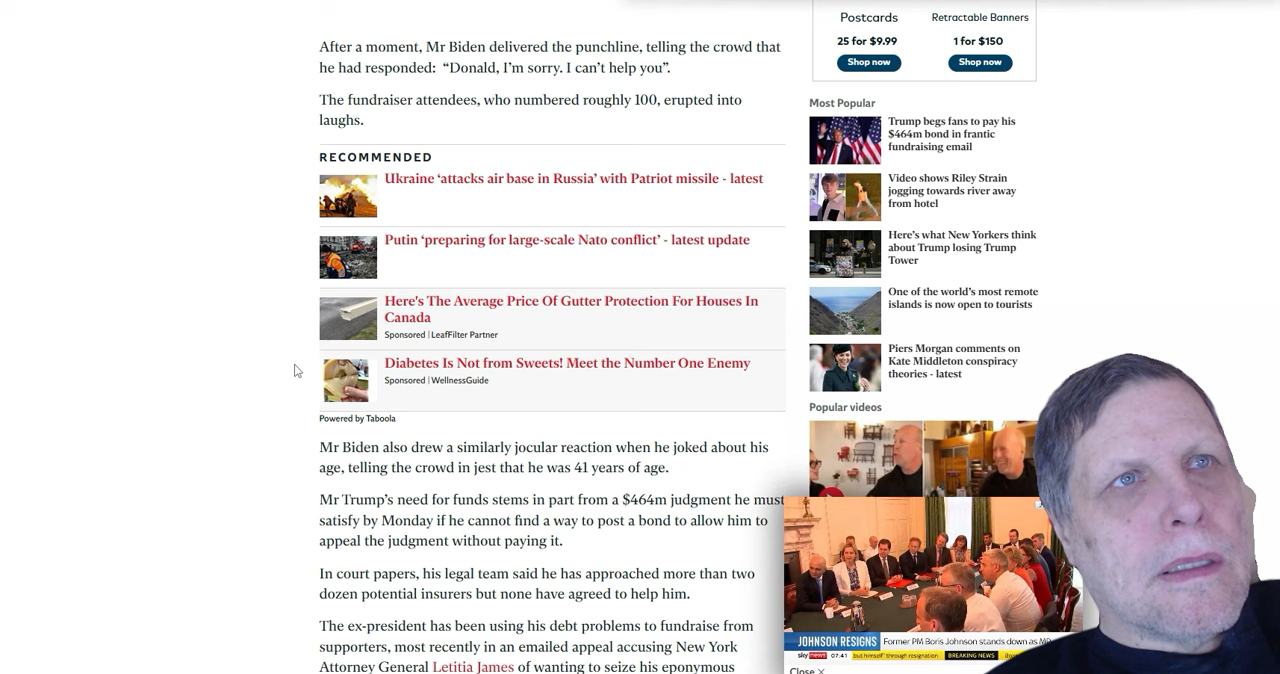 After a moment, Mr Biden delivered the punchline, telling the crowd that
he had responded: “Donald, I’m sorry. I can’t help you”.
The fundraiser attendees, who numbered roughly 100, erupted into
laughs.
RECOMMENDED
Ukraine ‘attacks air base in Russia’ with Patriot missile - latest
Putin ‘preparing for large-scale Nato conflict’ - latest update
Here's The Average Price Of Gutter Protection For Houses In
Canada
Sponsored | LeafFilter Partner
Diabetes Is Not from Sweets! Meet the Number One Enemy
Sponsored | WellnessGuide
Powered by Taboola
Mr Biden also drew a similarly jocular reaction when he joked about his
age, telling the crowd in jest that he was 41 years of age.
Mr Trump’s need for funds stems in part from a $464m judgment he must
satisfy by Monday if he cannot find a way to post a bond to allow him to
appeal the judgment without paying it.
In court papers, his legal team said he has approached more than two
dozen potential insurers but none have agreed to help him.
The ex-president has been using his debt problems to fundraise from
supporters, most recently in an emailed appeal accusing New York
Attorney General Letitia James of wanting to seize his eponymous
Postcards
25 for $9.99
Shop now
Retractable Banners
1 for $150
Shop now
Most Popular
Trump begs fans to pay his
$464m bond in frantic
fundraising email
Video shows Riley Strain
jogging towards river away
from hotel
Here’s what New Yorkers think
about Trump losing Trump
Tower
One of the world’s most remote
islands is now open to tourists
Piers Morgan comments on
Kate Middleton conspiracy
theories - latest
Popular videos
JOHNSON RESIGNS
Former PM Boris Johnson stands down as MP
sky news 07:41 but himself' through resignation BREAKING NEWS
Close X